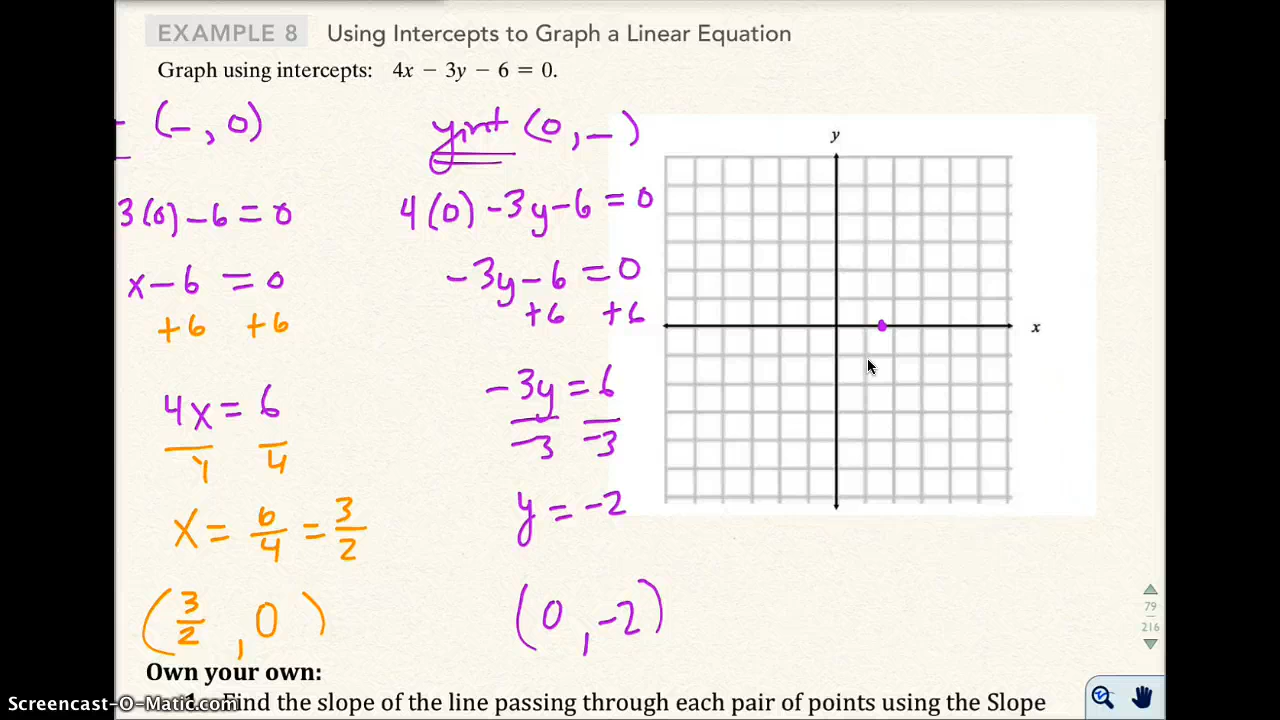 EXAMPLE 8 Using Intercepts to Graph a Linear Equation
Graph using intercepts: 4x − 3y − 6 = 0.
(–, 0)
3(0) – 6 = 0
x – 6 = 0
+6 +6
4x = 6
4 4
x = 6/4 = 3/2
(3/2, 0)
yint (0, –)
4(0) – 3y – 6 = 0
–3y – 6 = 0
+6 +6
–3y = 6
–3 –3
y = –2
(0, –2)
y
x
Own your own:
1. Find the slope of the line passing through each pair of points using the Slope
79
216
Screencast-O-Matic.com